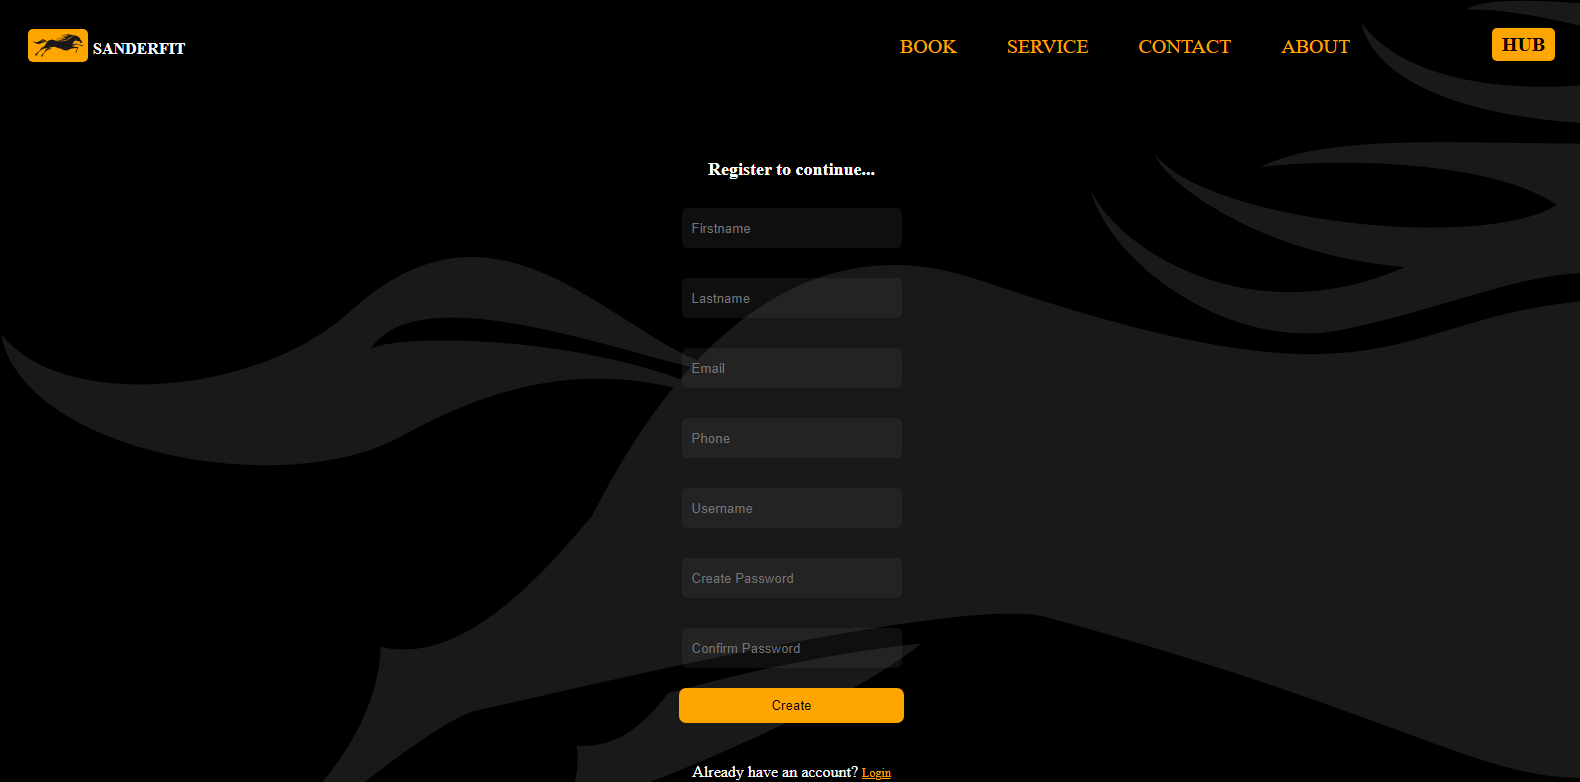 SANDERFIT
BOOK SERVICE CONTACT ABOUT HUB
Register to continue...
Firstname
Lastname
Email
Phone
Username
Create Password
Confirm Password
Create
Already have an account? Login